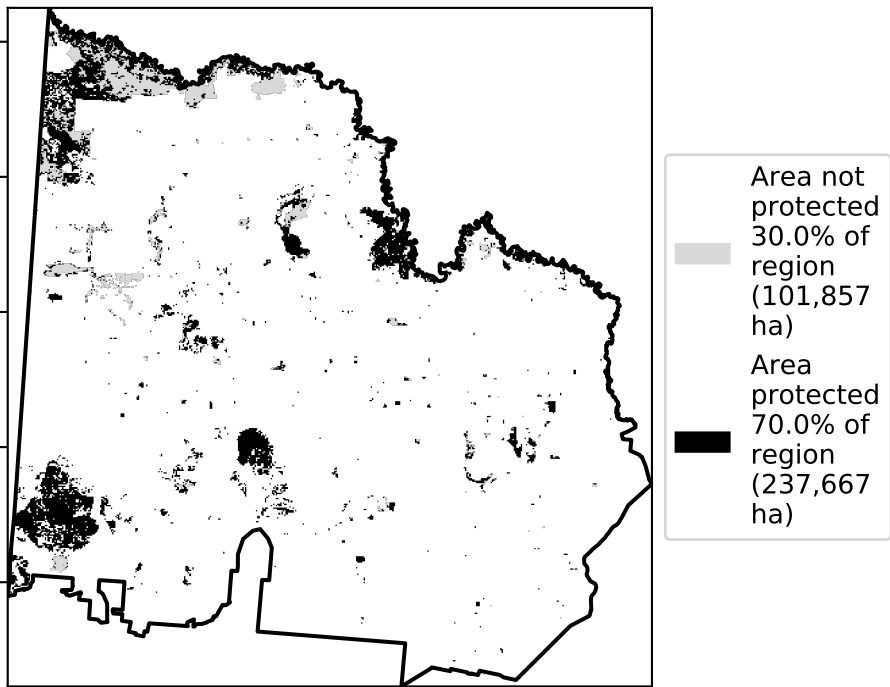 Area not
protected
30.0% of
region
(101,857
ha)
Area
protected
70.0% of
region
(237,667
ha)